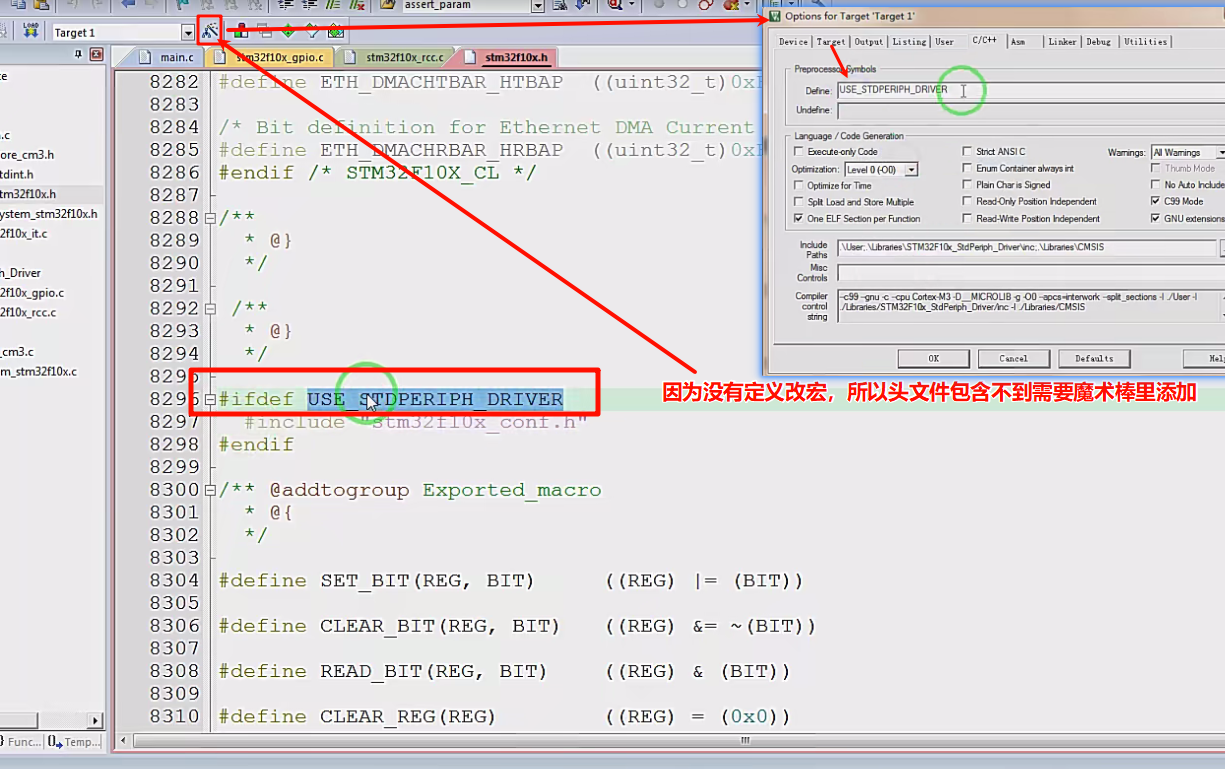 assert_param
Target 1
main.c
stm32f10x_gpio.c
stm32f10x_rcc.c
stm32f10x.h
.c
ore_cm3.h
tdint.h
tm32f10x.h
ystem_stm32f10x.h
2f10x_it.c
h_Driver
2f10x_gpio.c
2f10x_rcc.c
_cm3.c
m_stm32f10x.c
Func... Temp...
8282 #define ETH_DMACHTBAR_HTBAP ((uint32_t)0xF
8283
8284 /* Bit definition for Ethernet DMA Current
8285 #define ETH_DMACHRBAR_HRBAP ((uint32_t)0xF
8286 #endif /* STM32F10X_CL */
8287
8288 /**
8289 * @}
8290 */
8291
8292 /**
8293 * @}
8294 */
8295
8296 #ifdef USE_STDPERIPH_DRIVER
8297 #include "stm32f10x_conf.h"
8298 #endif
8299
8300 /** @addtogroup Exported_macro
8301 * @{
8302 */
8303
8304 #define SET_BIT(REG, BIT) ((REG) |= (BIT))
8305
8306 #define CLEAR_BIT(REG, BIT) ((REG) &= ~(BIT))
8307
8308 #define READ_BIT(REG, BIT) ((REG) & (BIT))
8309
8310 #define CLEAR_REG(REG) ((REG) = (0x0))
Options for Target 'Target 1'
Target Output User C/C++ Asm Linker Debug Utilities
Preprocessor Symbols
Define: USE_STDPERIPH_DRIVER
Undefine:
Language / Code Generation
Execute-only Code Strict ANSI C Warnings: All Warnings
Optimization: Level 0 (-O0) Enum Container always int Thumb Mode
Optimize for Time Plain Char is Signed No Auto Include
Split Load and Store Multiple Read-Only Position Independent C99 Mode
One ELF Section per Function Read-Write Position Independent GNU extensions
Include Paths .\User;.\Libraries\STM32F10x_StdPeriph_Driver\inc;.\Libraries\CMSIS
Misc Controls
Compiler control string -c99 --gnu -c --cpu Cortex-M3 -D__MICROLIB -g -O0 --apcs=interwork --split_sections -I ./User -I
./Libraries/STM32F10x_StdPeriph_Driver/inc -I ./Libraries/CMSIS
OK Cancel Defaults Hel
因为没有定义改宏，所以头文件包含不到需要魔术棒里添加